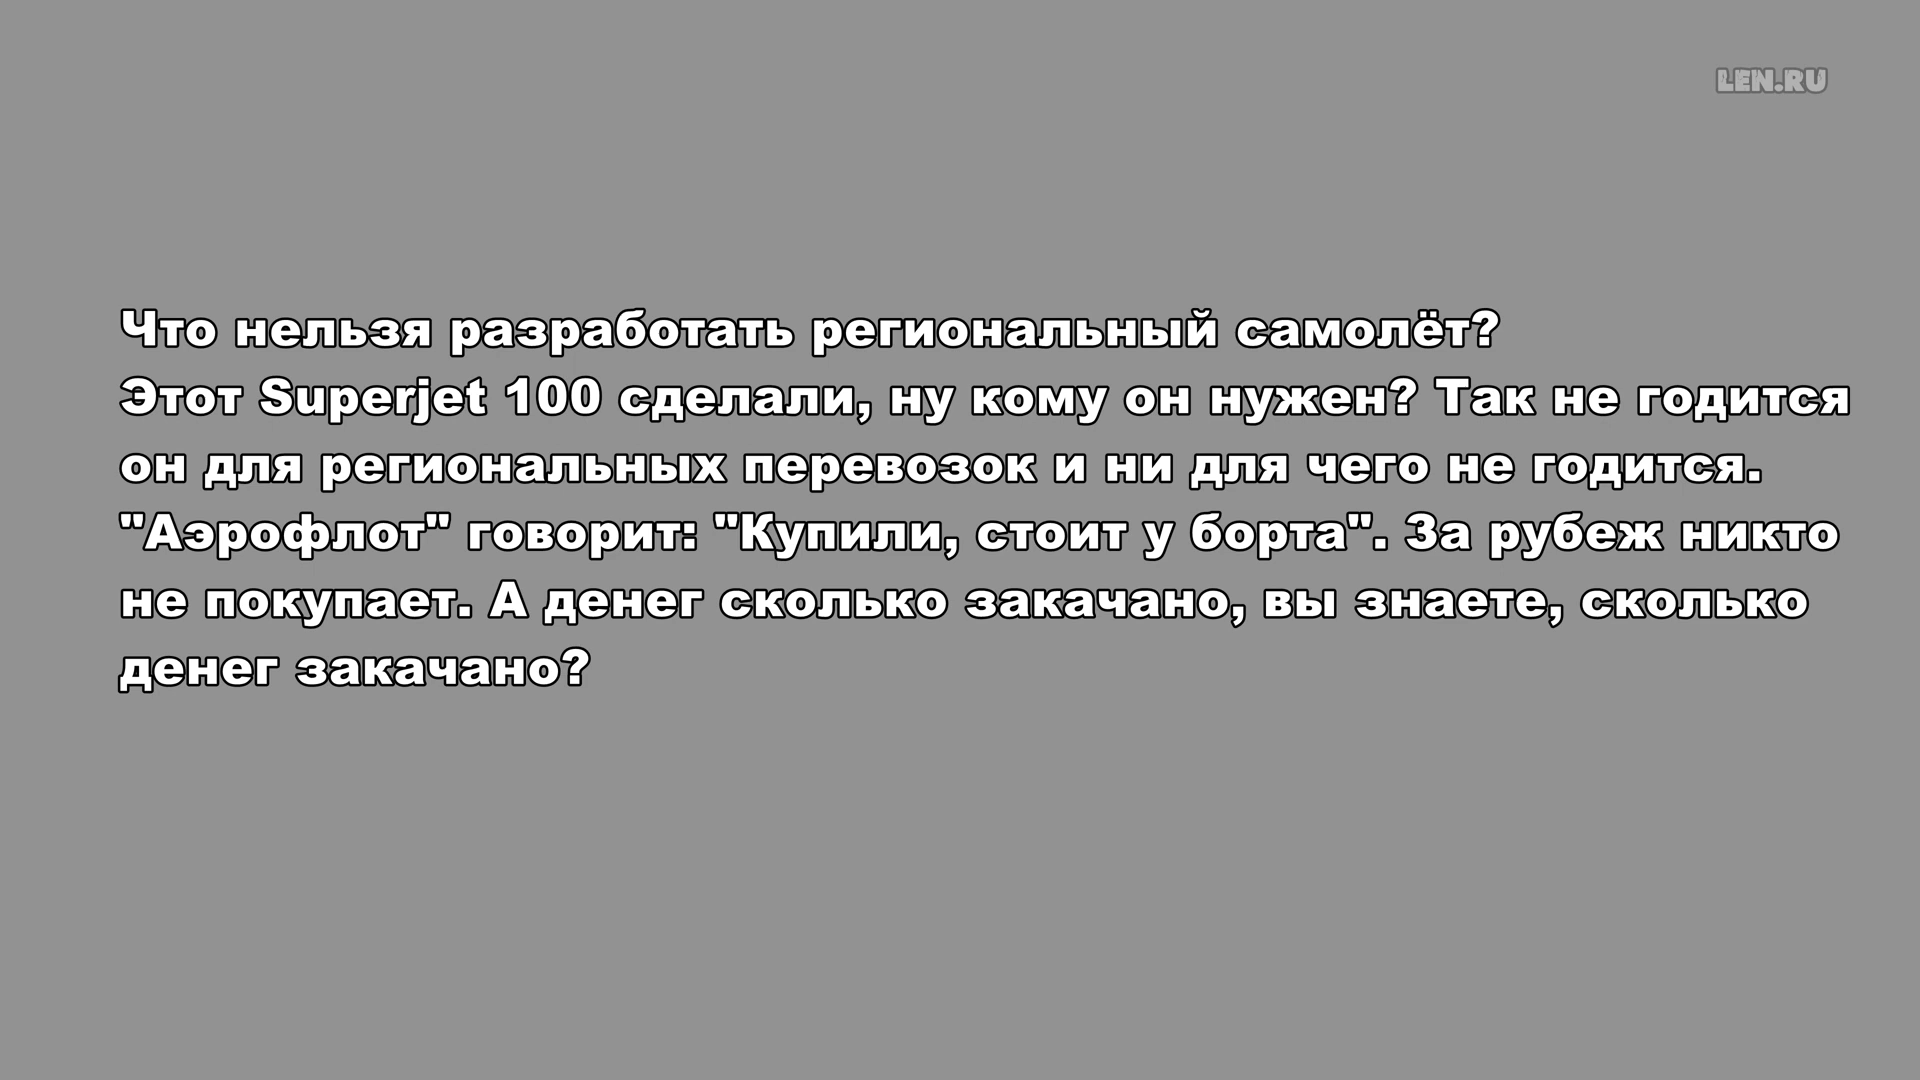 LEN.RU
Что нельзя разработать региональный самолёт?
Этот Superjet 100 сделали, ну кому он нужен? Так не годится
он для региональных перевозок и ни для чего не годится.
"Аэрофлот" говорит: "Купили, стоит у борта". За рубеж никто
не покупает. А денег сколько закачано, вы знаете, сколько
денег закачано?